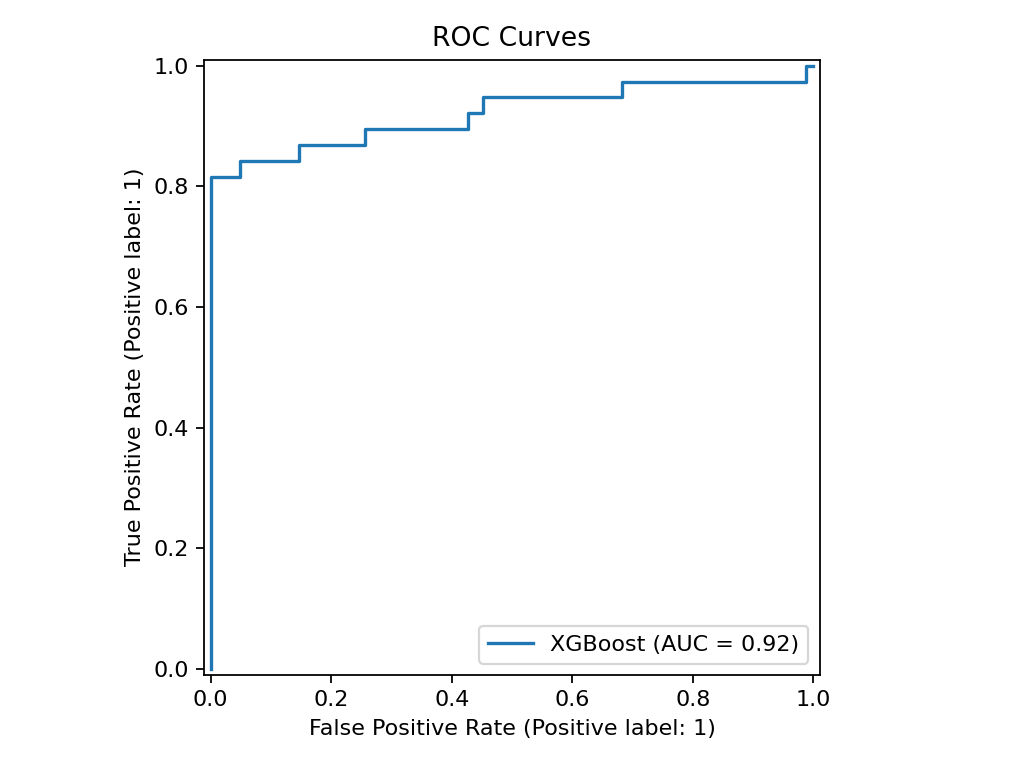 ROC Curves
True Positive Rate (Positive label: 1)
1.0
0.8
0.6
0.4
0.2
0.0
XGBoost (AUC = 0.92)
0.0 0.2 0.4 0.6 0.8 1.0
False Positive Rate (Positive label: 1)